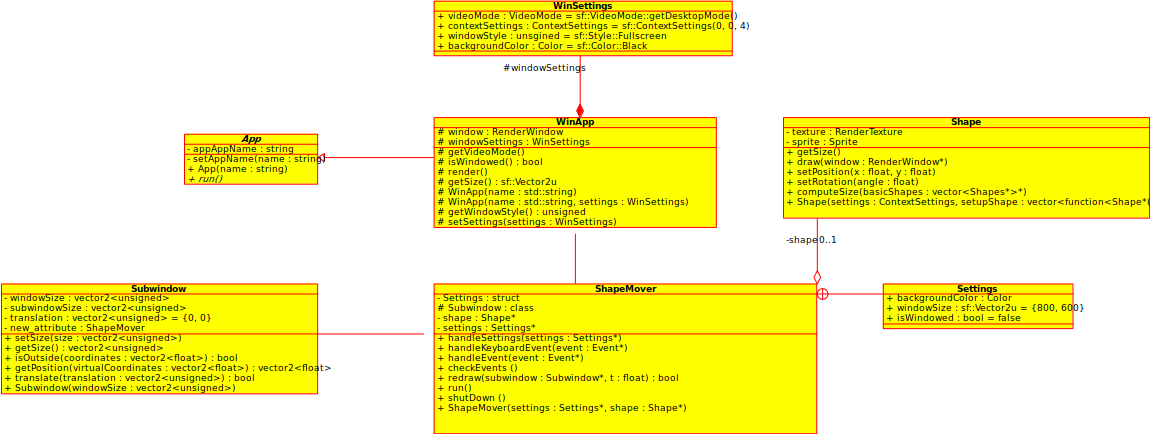 WinSettings
+ videoMode : VideoMode = sf::VideoMode::getDesktopMode()
+ contextSettings : ContextSettings = sf::ContextSettings(0, 0, 4)
+ windowStyle : unsgined = sf::Style::Fullscreen
+ backgroundColor : Color = sf::Color::Black
#windowSettings
App
- appAppName : string
- setAppName(name : string)
+ App(name : string)
+ run()
WinApp
# window : RenderWindow
# windowSettings : WinSettings
# getVideoMode()
# isWindowed() : bool
# render()
# getSize() : sf::Vector2u
# WinApp(name : std::string)
# WinApp(name : std::string, settings : WinSettings)
# getWindowStyle() : unsigned
# setSettings(settings : WinSettings)
Shape
- texture : RenderTexture
- sprite : Sprite
+ getSize()
+ draw(window : RenderWindow*)
+ setPosition(x : float, y : float)
+ setRotation(angle : float)
+ computeSize(basicShapes : vector<Shapes*>*)
+ Shape(settings : ContextSettings, setupShape : vector<function<Shape*(
-shape 0..1
Subwindow
- windowSize : vector2<unsigned>
- subwindowSize : vector2<unsigned>
- translation : vector2<unsigned> = {0, 0}
- new_attribute : ShapeMover
+ setSize(size : vector2<unsigned>)
+ getSize() : vector2<unsigned>
+ isOutside(coordinates : vector2<float>) : bool
+ getPosition(virtualCoordinates : vector2<float>) : vector2<float>
+ translate(translation : vector2<unsigned>) : bool
+ Subwindow(windowSize : vector2<unsigned>)
ShapeMover
- Settings : struct
# Subwindow : class
- shape : Shape*
- settings : Settings*
+ handleSettings(settings : Settings*)
+ handleKeyboardEvent(event : Event*)
+ handleEvent(event : Event*)
+ checkEvents ()
+ redraw(subwindow : Subwindow*, t : float) : bool
+ run()
+ shutDown ()
+ ShapeMover(settings : Settings*, shape : Shape*)
Settings
+ backgroundColor : Color
+ windowSize : sf::Vector2u = {800, 600}
+ isWindowed : bool = false